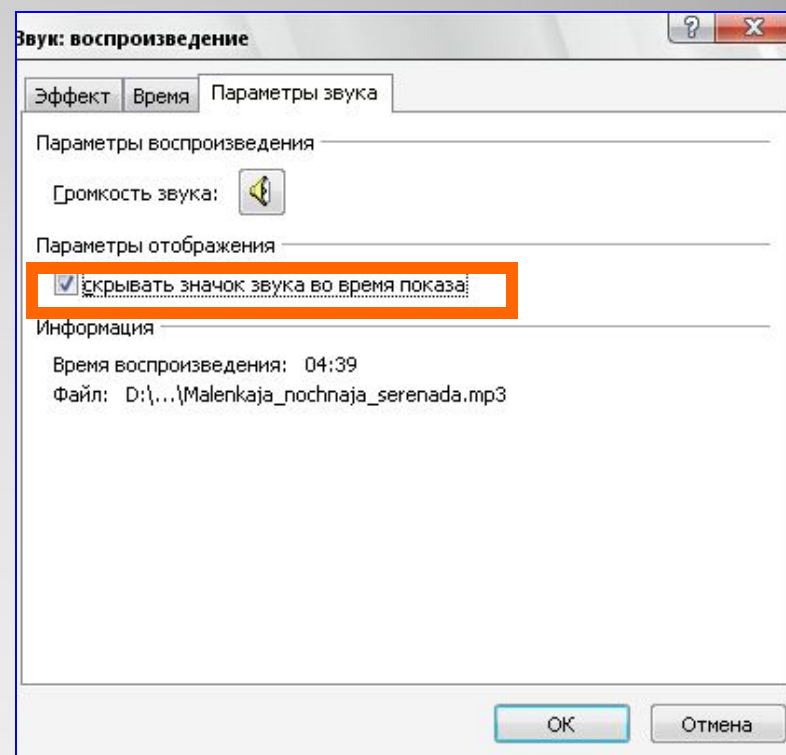 Звук: воспроизведение
?
X
Эффект Время Параметры звука
Параметры воспроизведения
Громкость звука:
Параметры отображения
скрывать значок звука во время показа
Информация
Время воспроизведения: 04:39
Файл: D:\...\Malenkaja_nochnaja_serenada.mp3
ОК Отмена